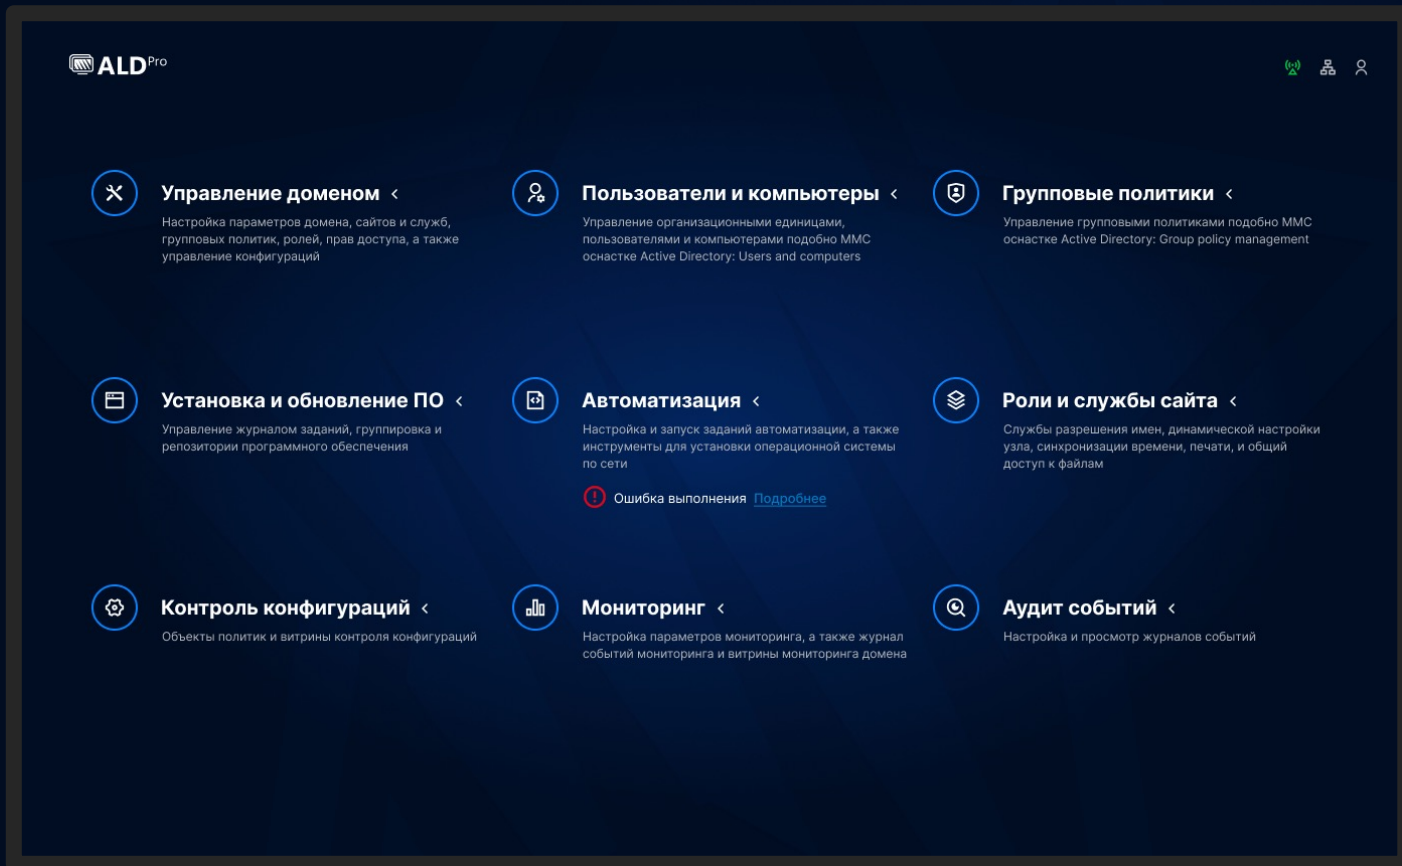 ALD Pro
Управление доменом
Настройка параметров домена, сайтов и служб,
групповых политик, ролей, прав доступа, а также
управление конфигураций
Пользователи и компьютеры
Управление организационными единицами,
пользователями и компьютерами подобно MMC
оснастке Active Directory: Users and computers
Групповые политики
Управление групповыми политиками подобно MMC
оснастке Active Directory: Group policy management
Установка и обновление ПО
Управление журналом заданий, группировка и
репозитории программного обеспечения
Автоматизация
Настройка и запуск заданий автоматизации, а также
инструменты для установки операционной системы
по сети
Ошибка выполнения Подробнее
Роли и службы сайта
Службы разрешения имен, динамической настройки
узла, синхронизации времени, печати, и общий
доступ к файлам
Контроль конфигураций
Объекты политик и витрины контроля конфигураций
Мониторинг
Настройка параметров мониторинга, а также журнал
событий мониторинга и витрины мониторинга домена
Аудит событий
Настройка и просмотр журналов событий